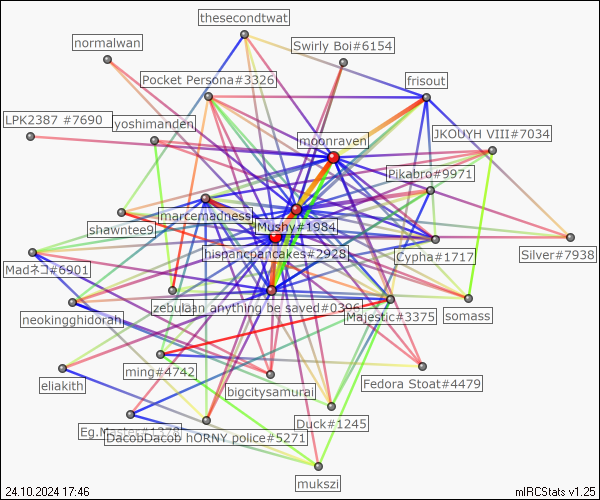 thesecondtwat
normalwan
Swirly Boi#6154
Pocket Persona#3326
frisout
LPK2387 #7690
yoshimanden
moonraven
JKOUYH VIII#7034
Pikabro#9971
shawntee9
marcemadness
Mushy#1984
hispancpancakes#2928
Cypha#1717
Silver#7938
Madネコ#6901
neokingghidorah
zebulaan anything be saved#0396
Majestic#3375
somass
ming#4742
eliakith
bigcitysamurai
Fedora Stoat#4479
Eg.Master#1379
DacobDacob hORNY police#5271
Duck#1245
mukszi
24.10.2024 17:46
mIRCStats v1.25